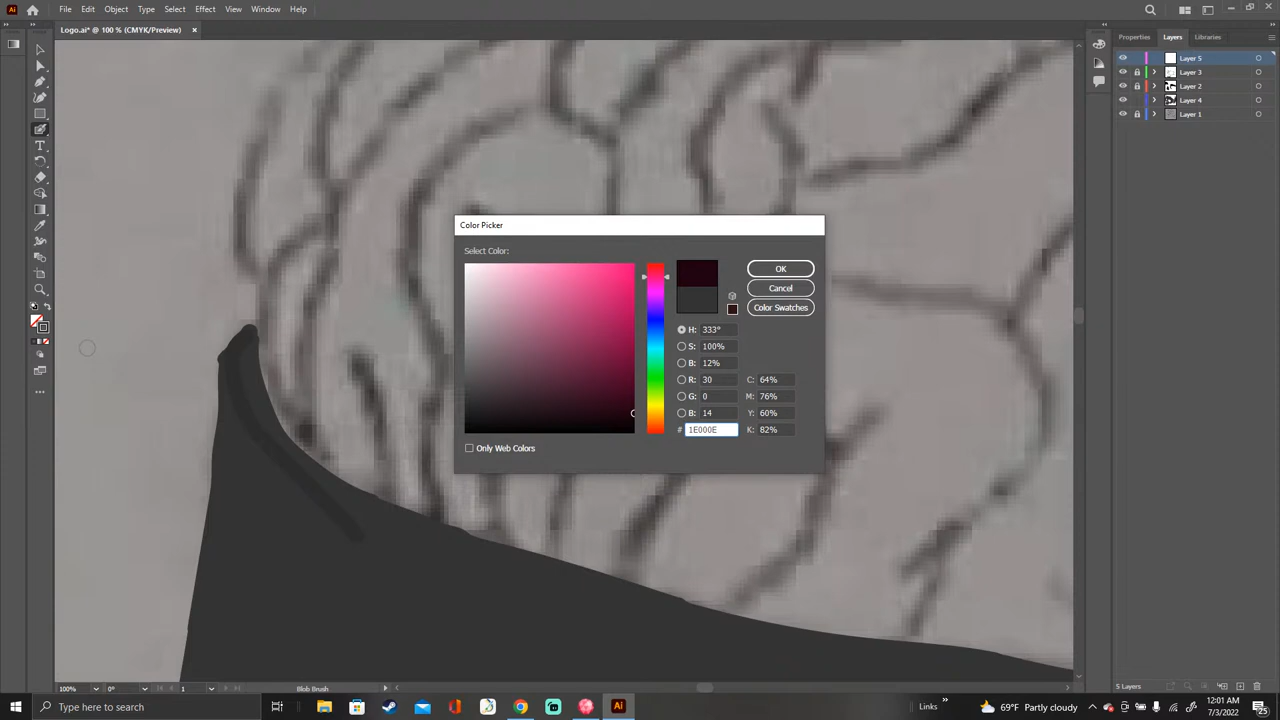 File Edit Object Type Select Effect View Window Help
Logo.ai* @ 100 % (CMYK/Preview) ×
Properties Layers Libraries
Layer 5
Layer 3
Layer 2
Layer 4
Layer 1
Color Picker
Select Color:
OK
Cancel
Color Swatches
H: 333°
S: 100%
B: 12%
R: 30 C: 64%
G: 0 M: 76%
B: 14 Y: 60%
# 1E000E K: 82%
Only Web Colors
100% 0° 1 Blob Brush
5 Layers
Type here to search
Ai
Links
69°F Partly cloudy
12:01 AM
7/3/2022